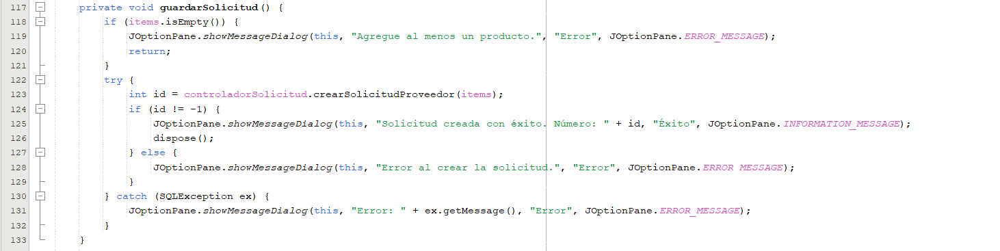 117 private void guardarSolicitud() {
118 if (items.isEmpty()) {
119 JOptionPane.showMessageDialog(this, "Agregue al menos un producto.", "Error", JOptionPane.ERROR_MESSAGE);
120 return;
121 }
122 try {
123 int id = controladorSolicitud.crearSolicitudProveedor(items);
124 if (id != -1) {
125 JOptionPane.showMessageDialog(this, "Solicitud creada con éxito. Número: " + id, "Éxito", JOptionPane.INFORMATION_MESSAGE);
126 dispose();
127 } else {
128 JOptionPane.showMessageDialog(this, "Error al crear la solicitud.", "Error", JOptionPane.ERROR MESSAGE);
129 }
130 } catch (SQLException ex) {
131 JOptionPane.showMessageDialog(this, "Error: " + ex.getMessage(), "Error", JOptionPane.ERROR_MESSAGE);
132 }
133 }